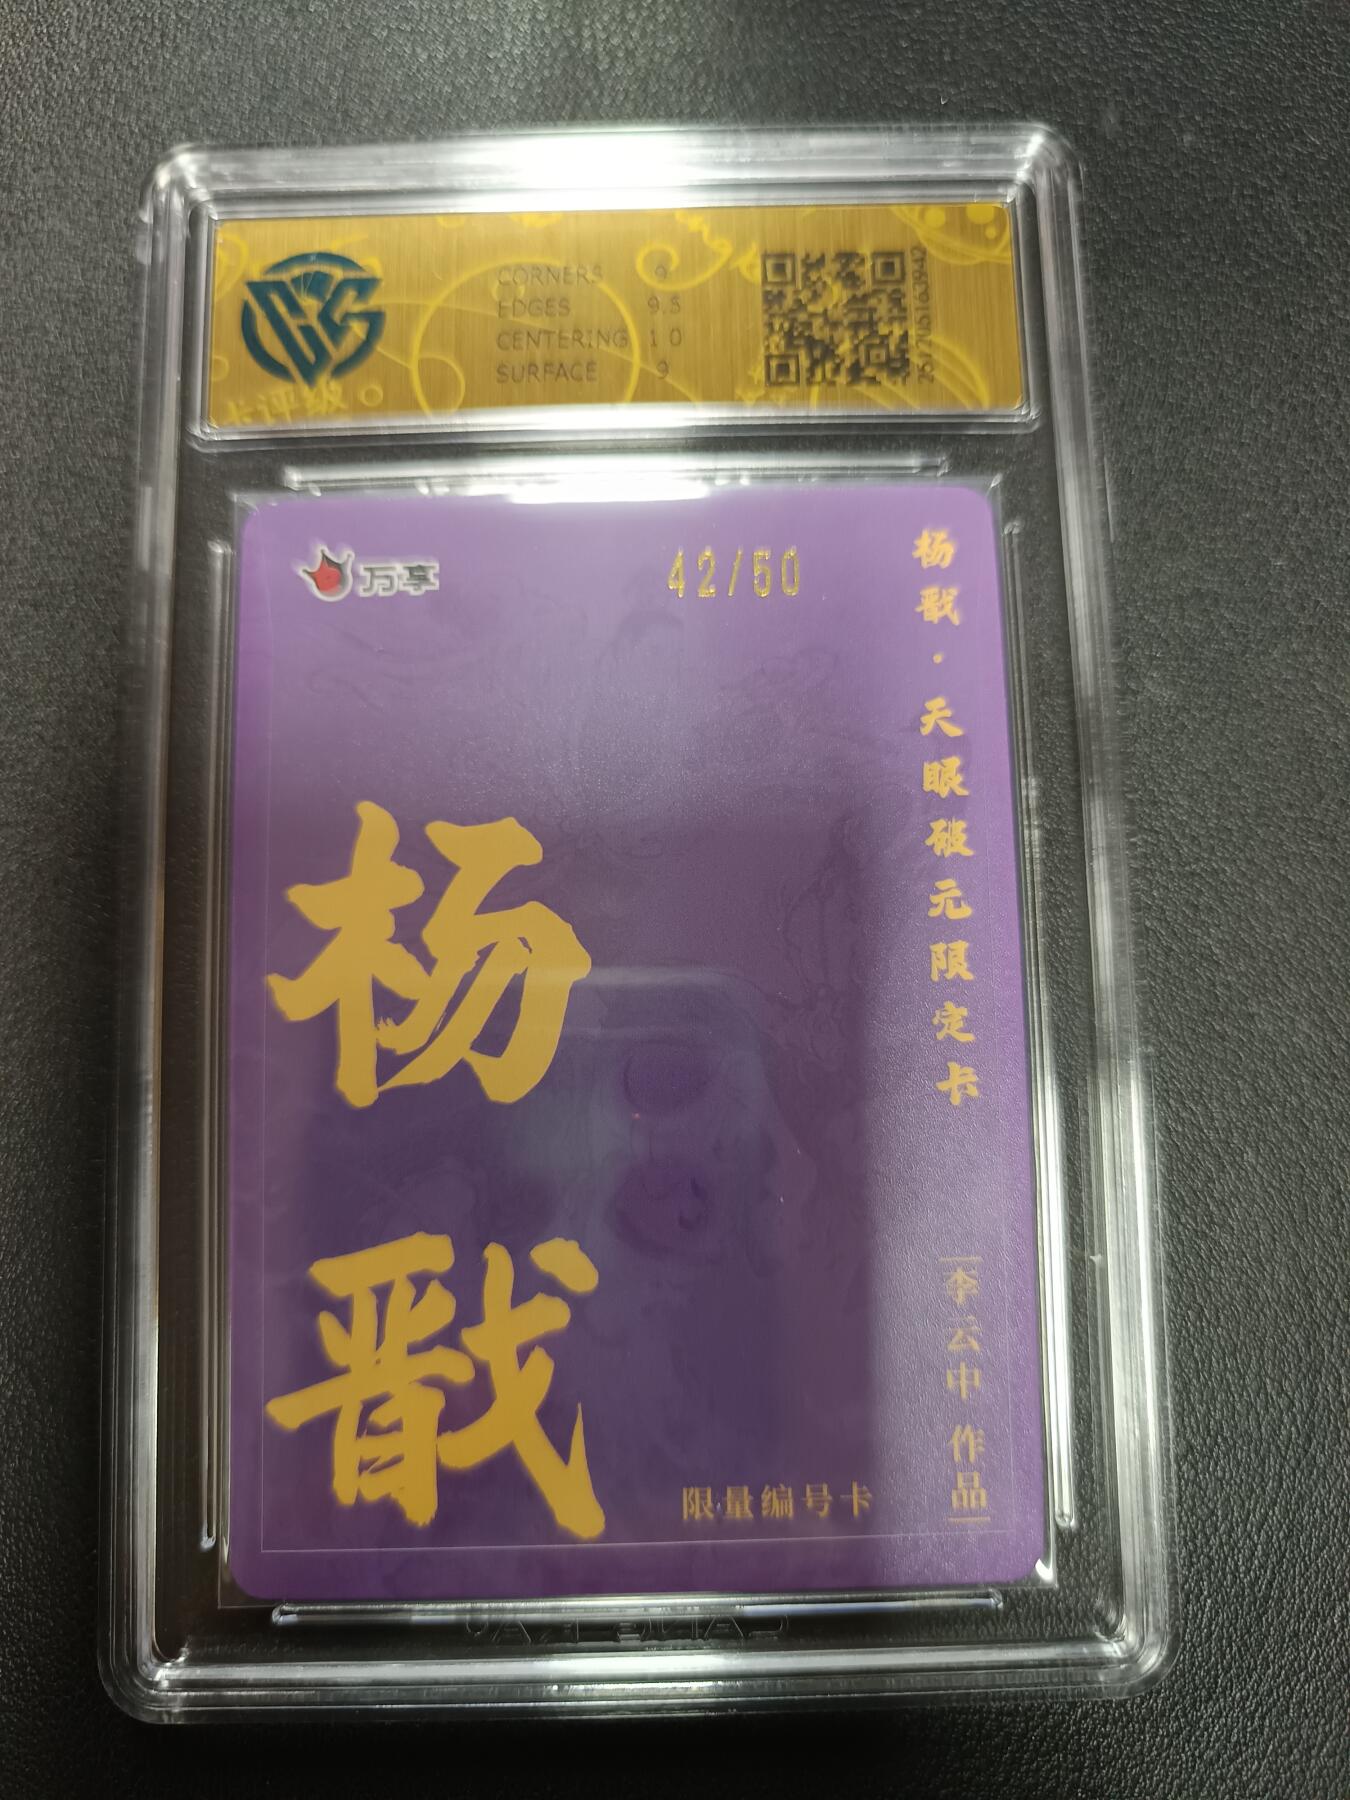 CORNERS 9
EDGES 9.5
CENTERING 10
SURFACE 9
卡评级
万享
42/50
杨戬·天眼破元限定卡
杨戬
李云中 作品
限量编号卡